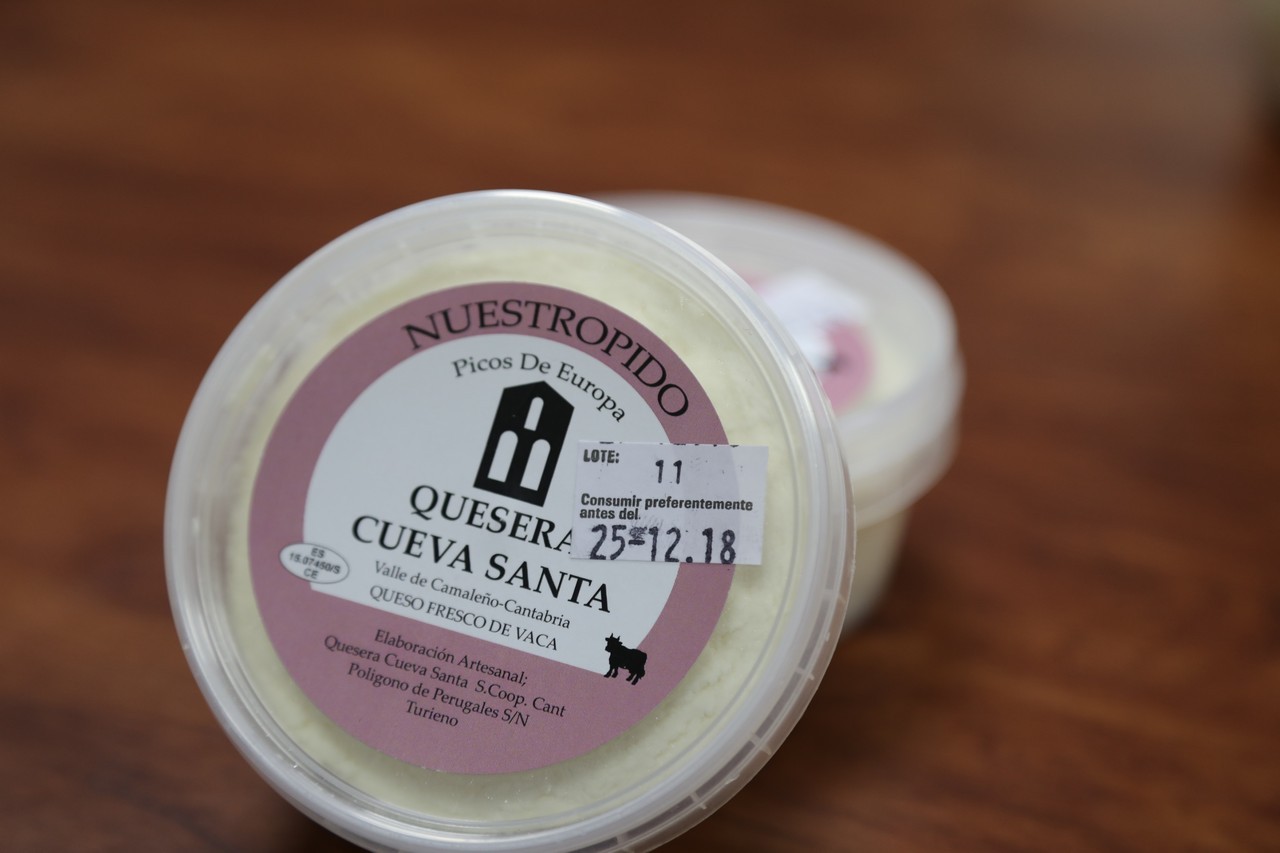 NUESTROPIDO
Picos De Europa
QUESERA
CUEVA SANTA
Valle de Camaleño-Cantabria
QUESO FRESCO DE VACA
ES
15.07450/S
CE
Elaboración Artesanal;
Quesera Cueva Santa S.Coop. Cant
Poligono de Perugales S/N
Turieno
LOTE:
11
Consumir preferentemente
antes del.
25-12.18